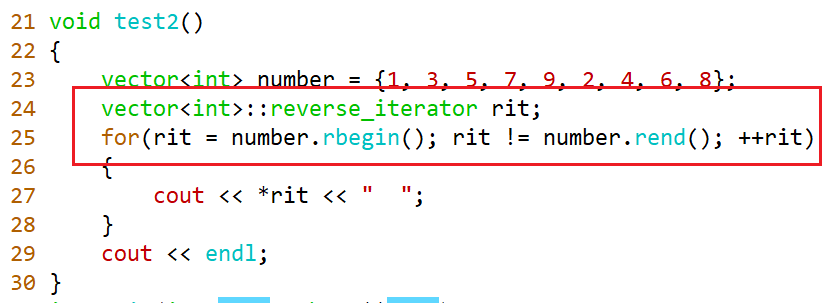 21 void test2()
22 {
23     vector<int> number = {1, 3, 5, 7, 9, 2, 4, 6, 8};
24     vector<int>::reverse_iterator rit;
25     for(rit = number.rbegin(); rit != number.rend(); ++rit)
26     {
27         cout << *rit << "  ";
28     }
29     cout << endl;
30 }